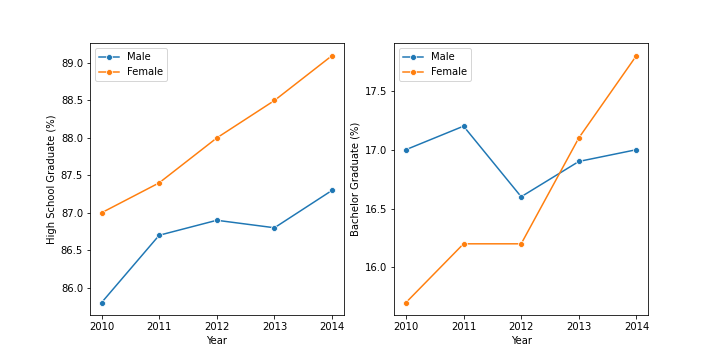 Male
Female
High School Graduate (%)
89.0
88.5
88.0
87.5
87.0
86.5
86.0
2010 2011 2012 2013 2014
Year
Male
Female
Bachelor Graduate (%)
17.5
17.0
16.5
16.0
2010 2011 2012 2013 2014
Year